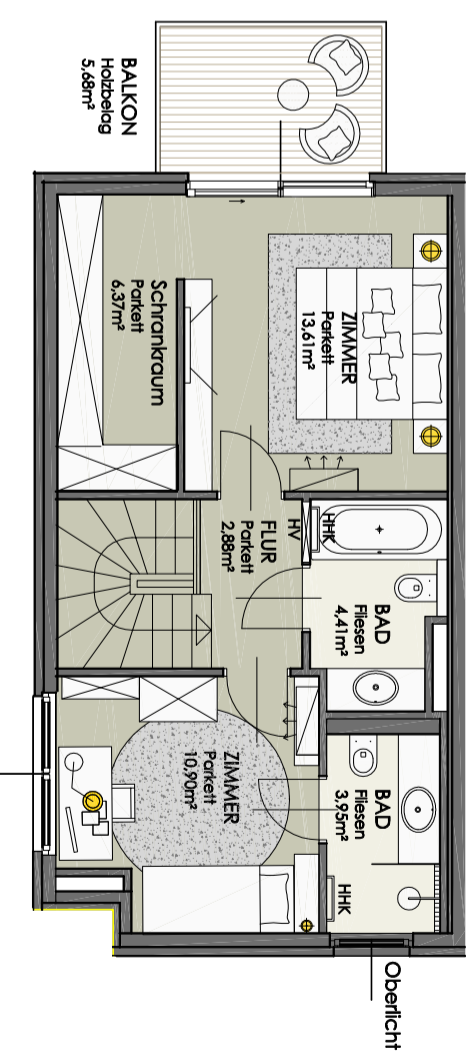 BALKON
Holzbelag
5,68m²
ZIMMER
Parkett
13,61m²
Schrankraum
Parkett
6,37m²
HV
HHK
FLUR
Parkett
2,88m²
BAD
Fliesen
4,41m²
ZIMMER
Parkett
10,90m²
BAD
Fliesen
3,95m²
HHK
Oberlicht